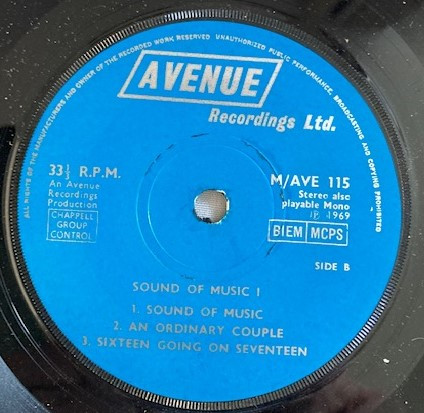 ALL RIGHTS OF THE MANUFACTURERS AND OWNER OF THE RECORDED WORK RESERVED UNAUTHORIZED PUBLIC PERFORMANCE, BROADCASTING AND COPYING PROHIBITED
AVENUE
Recordings Ltd.
33⅓ R.P.M.
An Avenue
Recordings
Production
CHAPPELL
GROUP
CONTROL
M/AVE 115
Stereo also
playable Mono
℗ 1969
BIEM MCPS
SIDE B
SOUND OF MUSIC I
1. SOUND OF MUSIC
2. AN ORDINARY COUPLE
3. SIXTEEN GOING ON SEVENTEEN